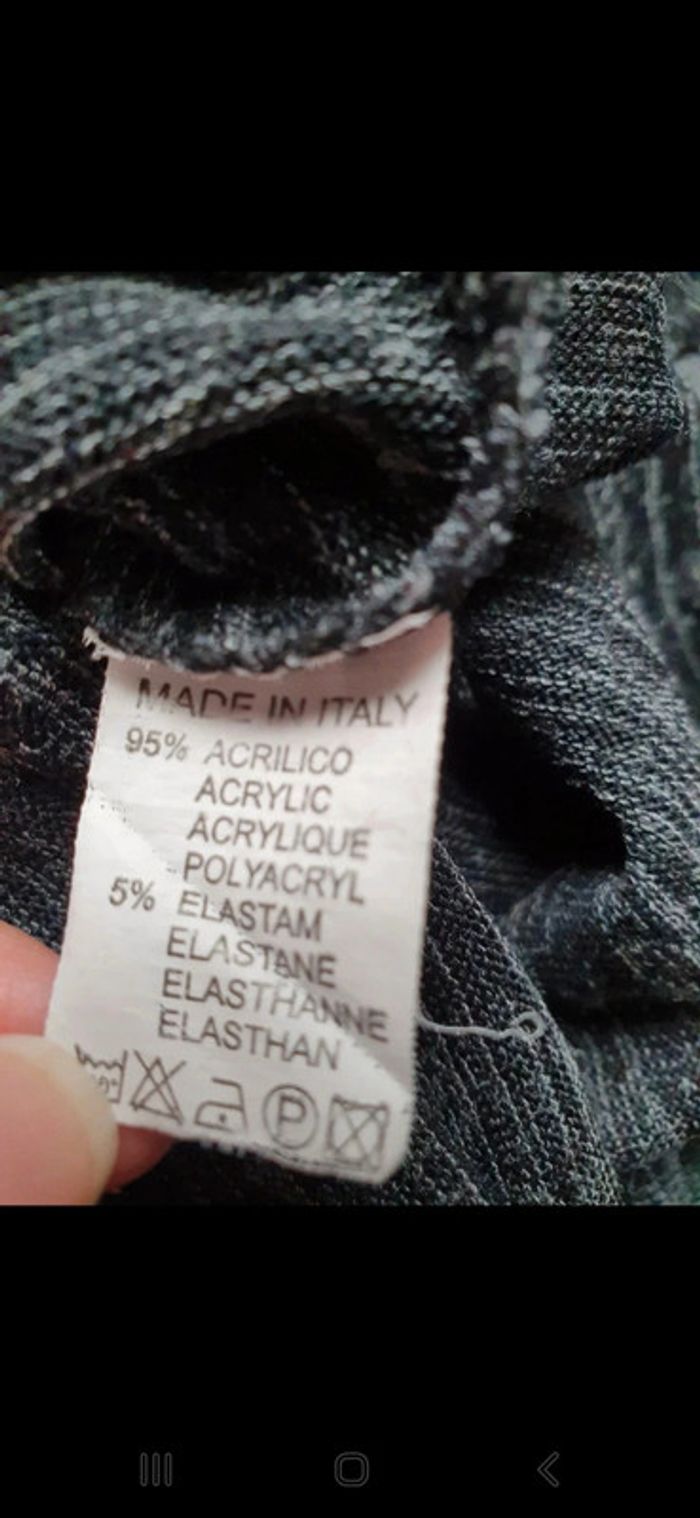 MADE IN ITALY
95% ACRILICO
ACRYLIC
ACRYLIQUE
POLYACRYL
5% ELASTAM
ELASTANE
ELASTHANNE
ELASTHAN
P